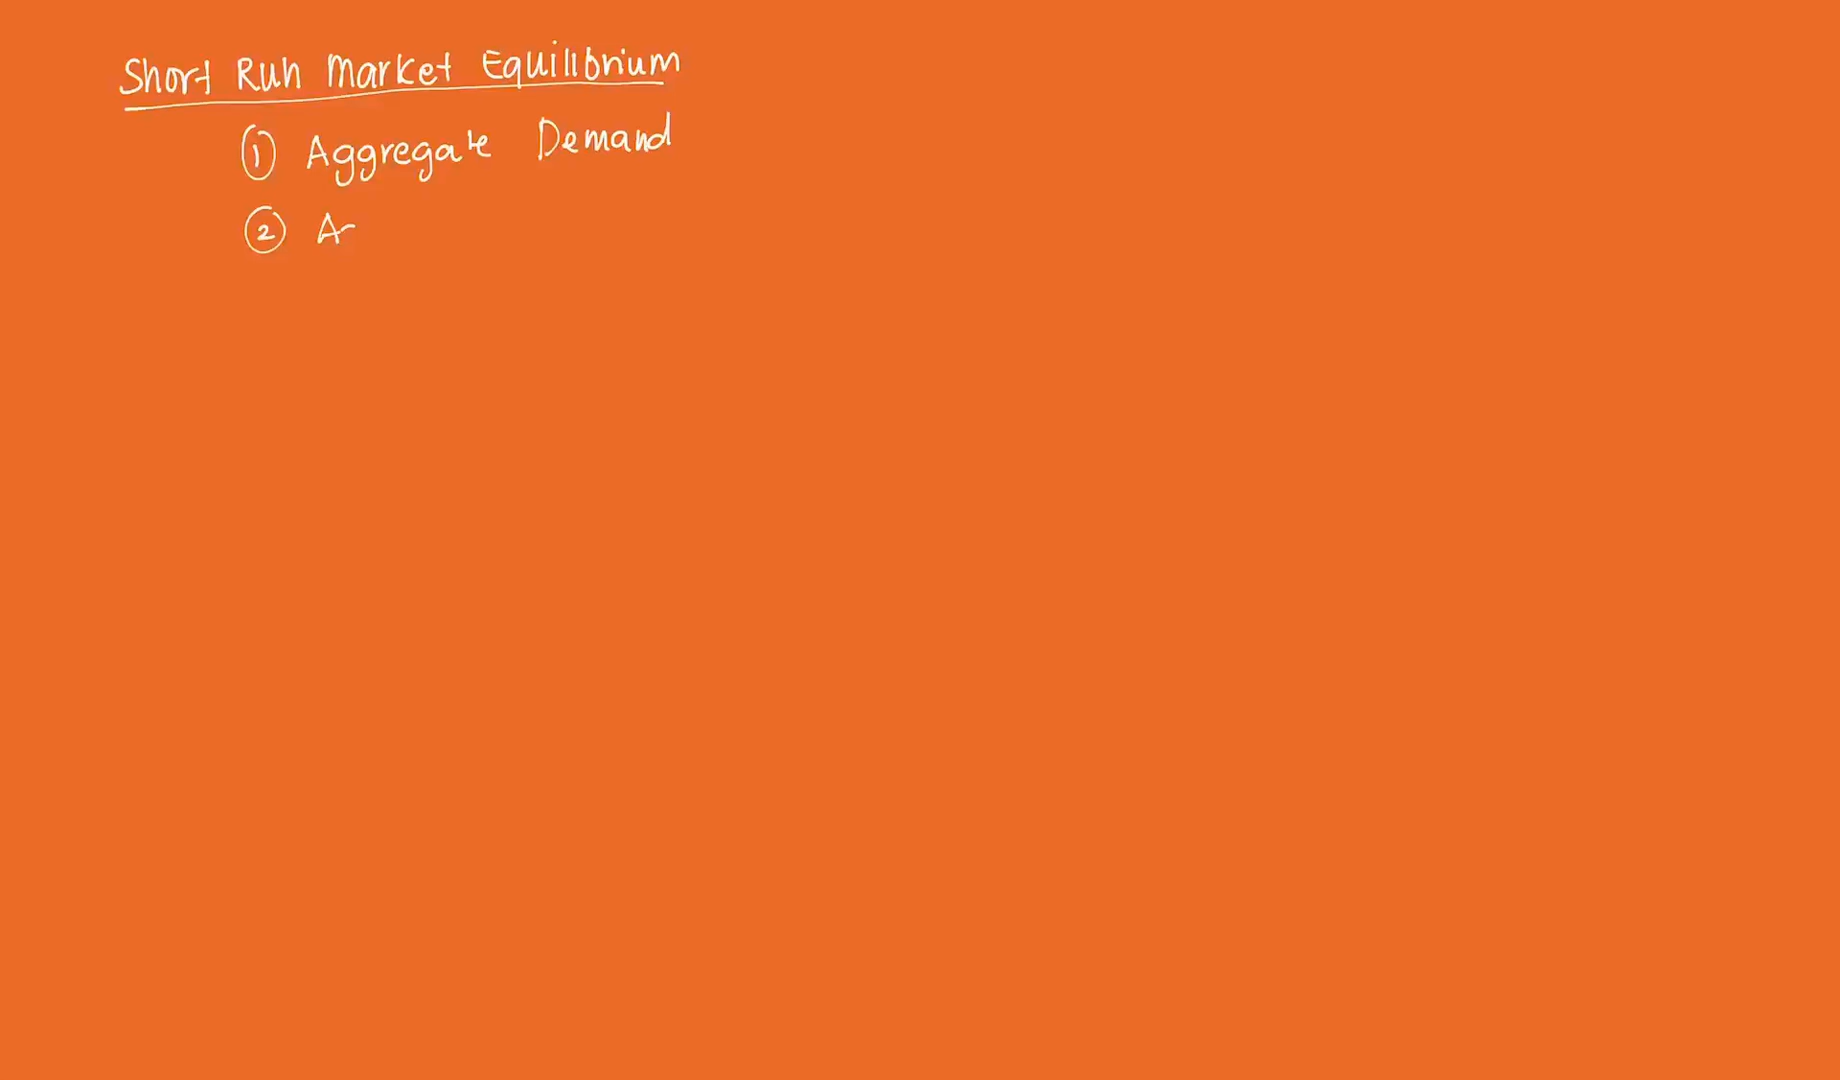 Short Run Market Equilibrium
① Aggregate Demand
② A